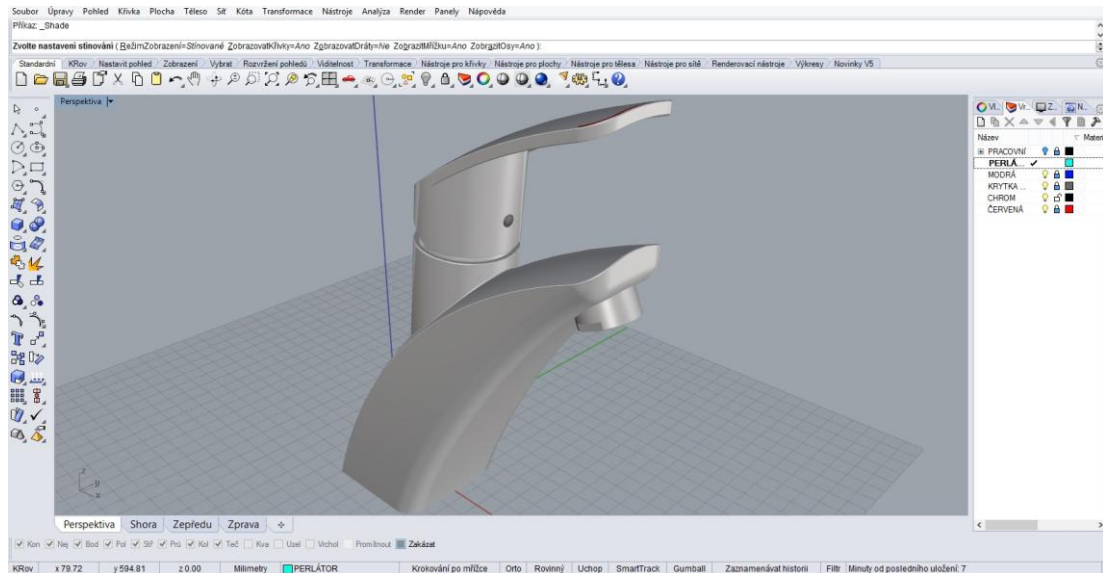 Soubor Úpravy Pohled Křivka Plocha Těleso Síť Kóta Transformace Nástroje Analýza Render Panely Nápověda
Příkaz: _Shade
Zvolte nastavení stínování ( RežimZobrazení=Stínované ZobrazovatKřivky=Ano ZobrazovatDráty=Ne ZobrazitMřížku=Ano ZobrazitOsy=Ano ):
Standardní KRov Nastavit pohled Zobrazení Vybrat Rozvržení pohledů Viditelnost Transformace Nástroje pro křivky Nástroje pro plochy Nástroje pro tělesa Nástroje pro sítě Renderovací nástroje Výkresy Novinky V5
Perspektiva
Vl... Vr... Z... N...
Název Materi
PRACOVNÍ
PERLÁ...
MODRÁ
KRYTKA ...
CHROM
ČERVENÁ
z
y
x
Perspektiva Shora Zepředu Zprava
Kon Nej Bod Pol Stř Prů Kol Teč Kva Uzel Vrchol Promítnout Zakázat
KRov x 79.72 y 594.81 z 0.00 Milimetry PERLÁTOR Krokování po mřížce Orto Rovinný Uchop SmartTrack Gumball Zaznamenávat historii Filtr Minuty od posledního uložení: 7